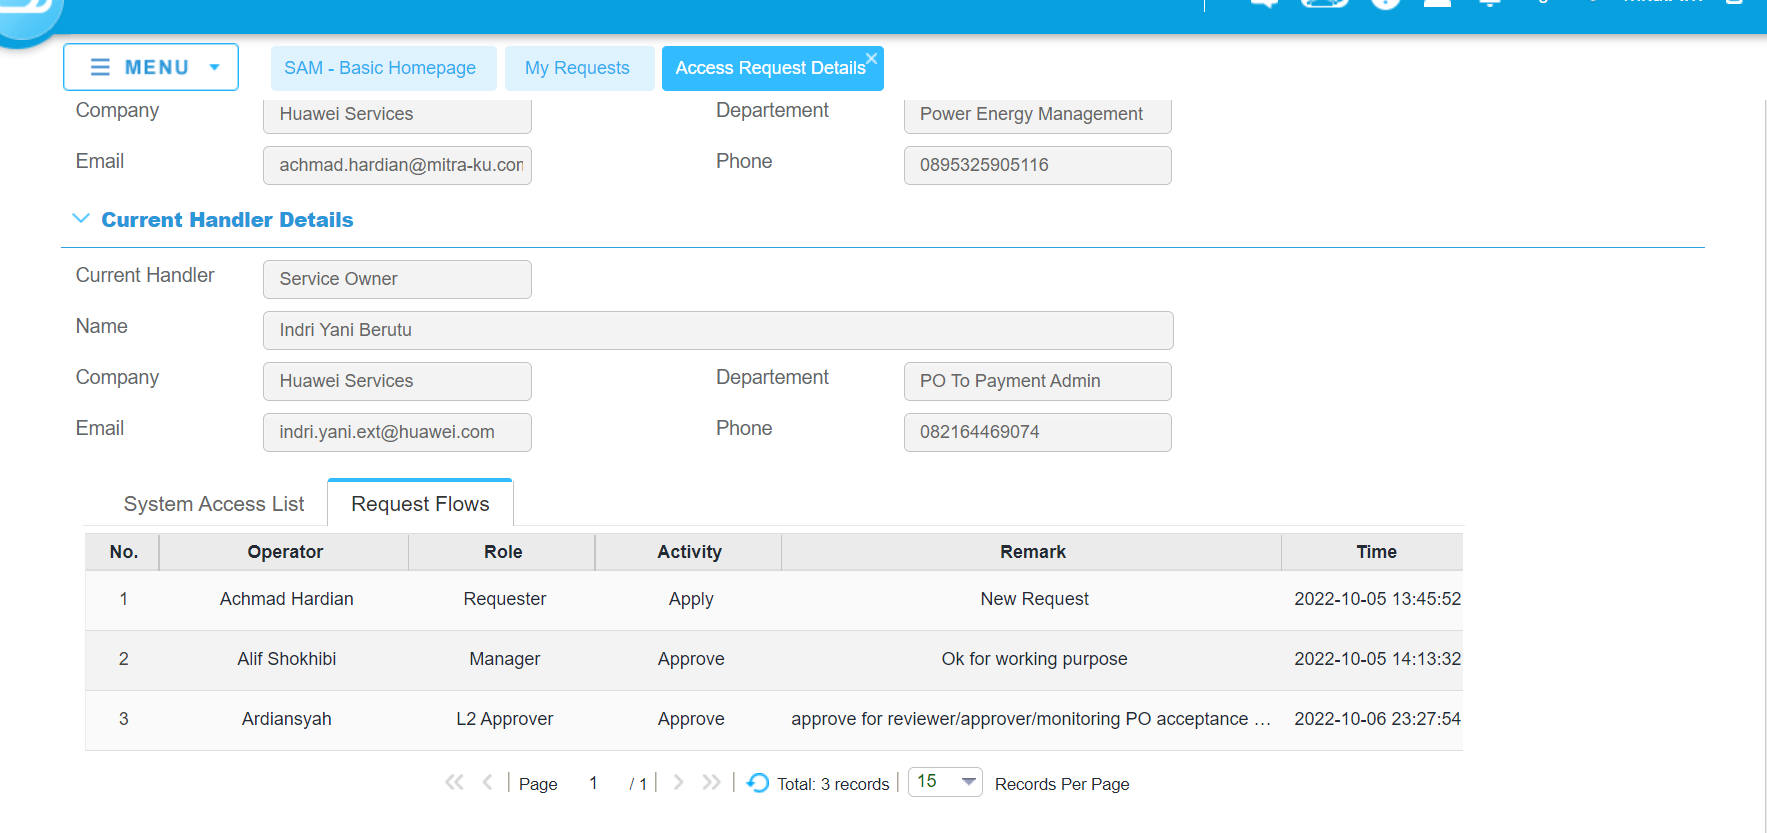 MENU
SAM - Basic Homepage
My Requests
Access Request Details
Company Huawei Services Departement Power Energy Management
Email achmad.hardian@mitra-ku.con Phone 0895325905116
Current Handler Details
Current Handler Service Owner
Name Indri Yani Berutu
Company Huawei Services Departement PO To Payment Admin
Email indri.yani.ext@huawei.com Phone 082164469074
System Access List Request Flows
No. Operator Role Activity Remark Time
1 Achmad Hardian Requester Apply New Request 2022-10-05 13:45:52
2 Alif Shokhibi Manager Approve Ok for working purpose 2022-10-05 14:13:32
3 Ardiansyah L2 Approver Approve approve for reviewer/approver/monitoring PO acceptance ... 2022-10-06 23:27:54
Page 1 / 1 Total: 3 records 15 Records Per Page